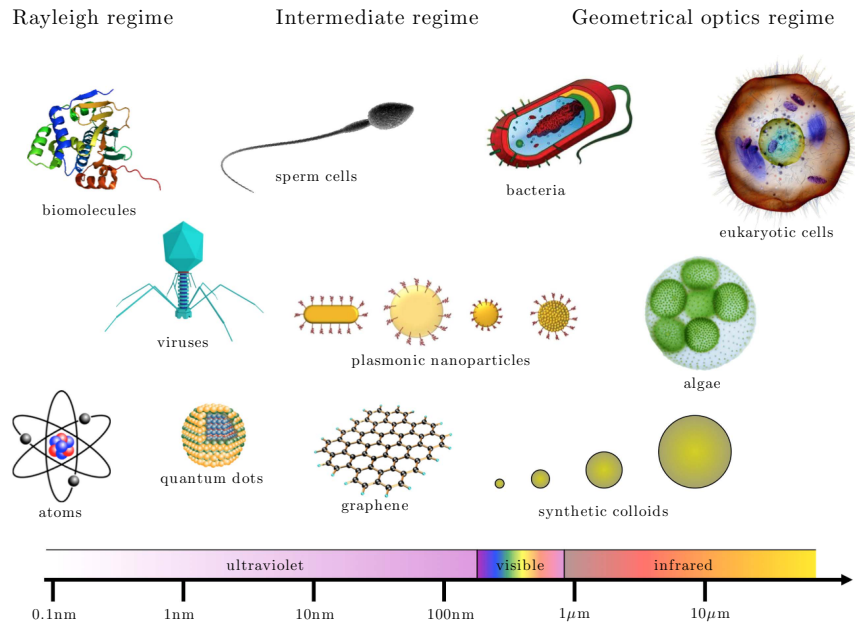 Rayleigh regime
Intermediate regime
Geometrical optics regime
biomolecules
sperm cells
bacteria
eukaryotic cells
viruses
plasmonic nanoparticles
algae
atoms
quantum dots
graphene
synthetic colloids
ultraviolet
visible
infrared
0.1nm
1nm
10nm
100nm
1μm
10μm